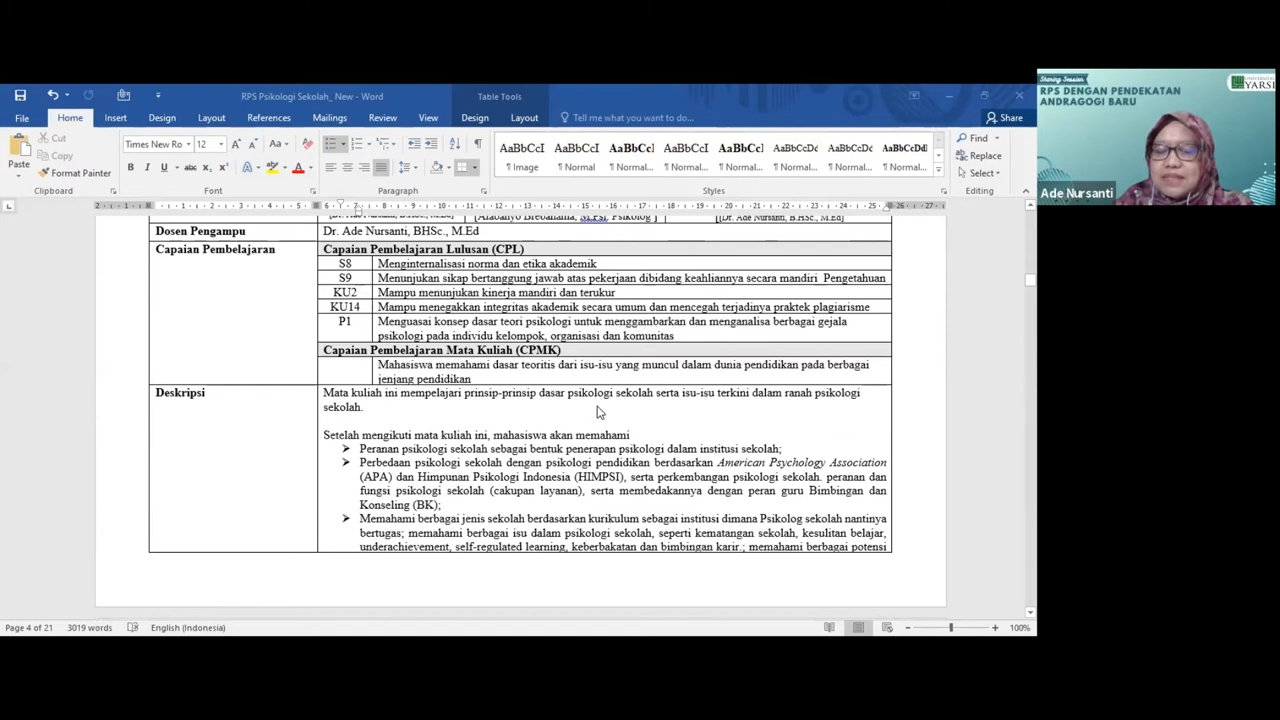 RPS Psikologi Sekolah_ New - Word
Table Tools
File
Home
Insert
Design
Layout
References
Mailings
Review
View
Design
Layout
Tell me what you want to do...
Share
Paste
Cut
Copy
Format Painter
Clipboard
Times New Ro
12
Font
Paragraph
AaBbCcI AaBbCcI AaBbCcI AaBbCcI AaBbCcI AaBbCcDc AaBbCcDc AaBbCcDd
Image ¶ Normal ¶ Normal ¶ Normal ¶ Normal ¶ Normal... ¶ Normal... ¶ Normal...
Styles
Find
Replace
Select
Editing
Sharing Session
UNIVERSITAS YARSI
RPS DENGAN PENDEKATAN
ANDRAGOGI BARU
Ade Nursanti
[Dr. Ade Nursanti, B.HSc., M.Ed]
[(Dr. Ade Nursanti, B.HSc., M.Ed]
Dosen Pengampu
Dr. Ade Nursanti, BHSc., M.Ed
Capaian Pembelajaran
Capaian Pembelajaran Lulusan (CPL)
S8 Menginternalisasi norma dan etika akademik
S9 Menunjukan sikap bertanggung jawab atas pekerjaan dibidang keahliannya secara mandiri Pengetahuan
KU2 Mampu menunjukan kinerja mandiri dan terukur
KU14 Mampu menegakkan integritas akademik secara umum dan mencegah terjadinya praktek plagiarisme
P1 Menguasai konsep dasar teori psikologi untuk menggambarkan dan menganalisa berbagai gejala
psikologi pada individu kelompok, organisasi dan komunitas
Capaian Pembelajaran Mata Kuliah (CPMK)
Mahasiswa memahami dasar teoritis dari isu-isu yang muncul dalam dunia pendidikan pada berbagai
jenjang pendidikan
Deskripsi
Mata kuliah ini mempelajari prinsip-prinsip dasar psikologi sekolah serta isu-isu terkini dalam ranah psikologi
sekolah.
Setelah mengikuti mata kuliah ini, mahasiswa akan memahami
➢ Peranan psikologi sekolah sebagai bentuk penerapan psikologi dalam institusi sekolah;
➢ Perbedaan psikologi sekolah dengan psikologi pendidikan berdasarkan American Psychology Association
(APA) dan Himpunan Psikologi Indonesia (HIMPSI), serta perkembangan psikologi sekolah. peranan dan
fungsi psikologi sekolah (cakupan layanan), serta membedakannya dengan peran guru Bimbingan dan
Konseling (BK);
➢ Memahami berbagai jenis sekolah berdasarkan kurikulum sebagai institusi dimana Psikolog sekolah nantinya
bertugas; memahami berbagai isu dalam psikologi sekolah, seperti kematangan sekolah, kesulitan belajar,
underachievement, self-regulated learning, keberbakatan dan bimbingan karir.; memahami berbagai potensi
Page 4 of 21
3019 words
English (Indonesia)
100%